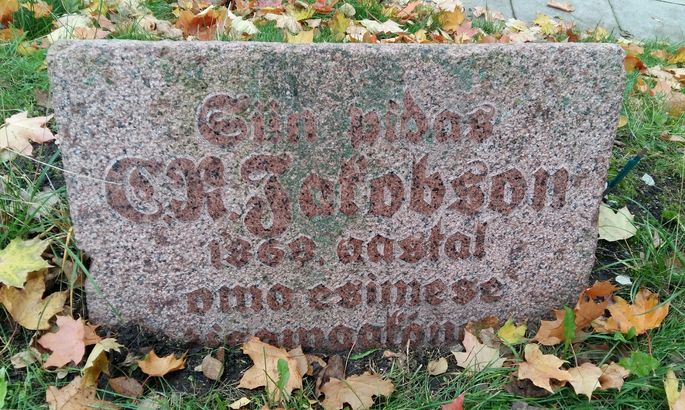 Siin pidas
C.R. Jakobson
1868. aastal
oma esimese